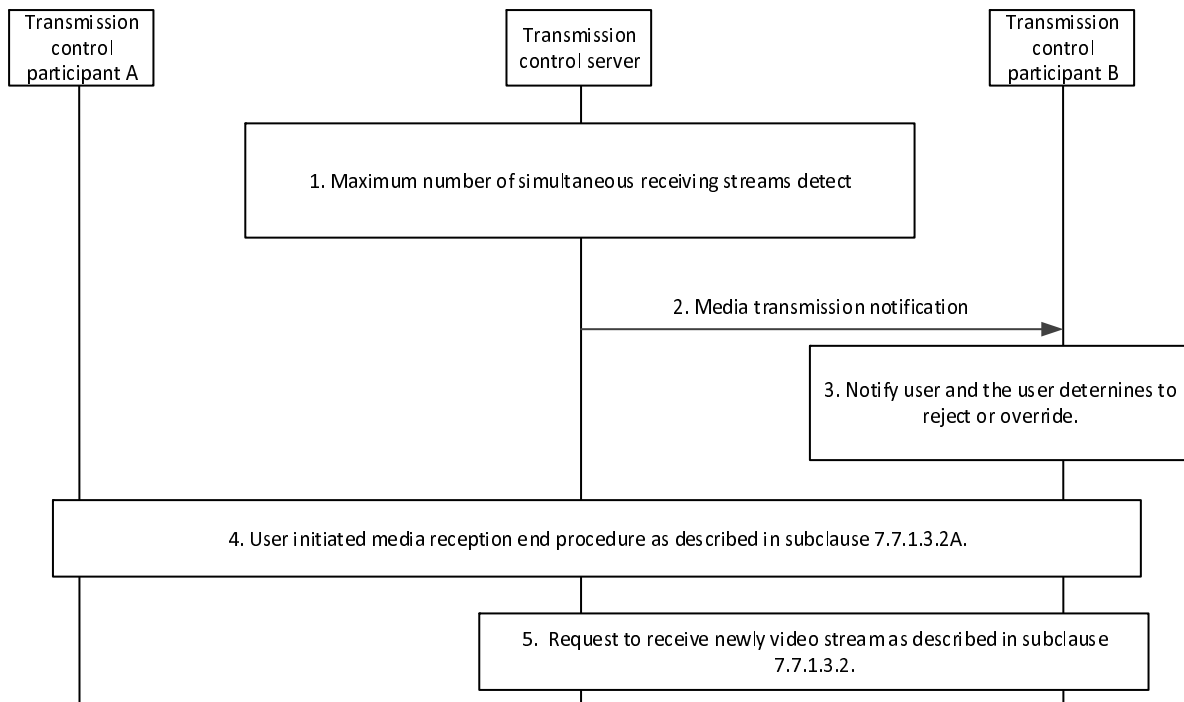 Transmission
control
participant A
Transmission
control server
Transmission
control
participant B
1. Maximum number of simultaneous receiving streams detect
2. Media transmission notification
3. Notify user and the user deternines to
reject or override.
4. User initiated media reception end procedure as described in subclause 7.7.1.3.2A.
5. Request to receive newly video stream as described in subclause
7.7.1.3.2.